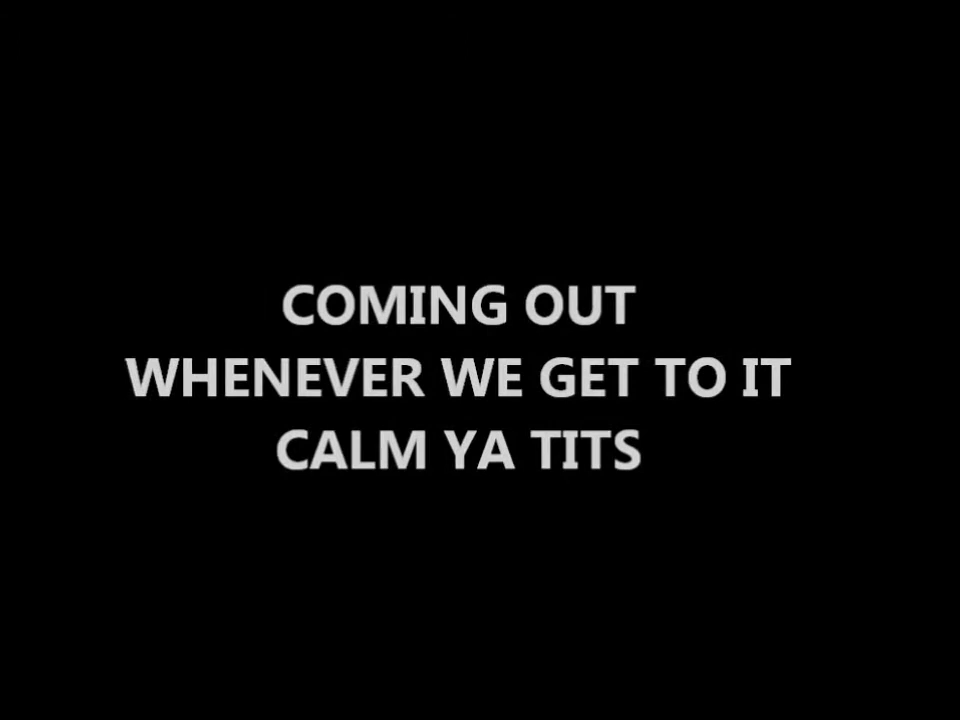 COMING OUT
WHENEVER WE GET TO IT
CALM YA TITS